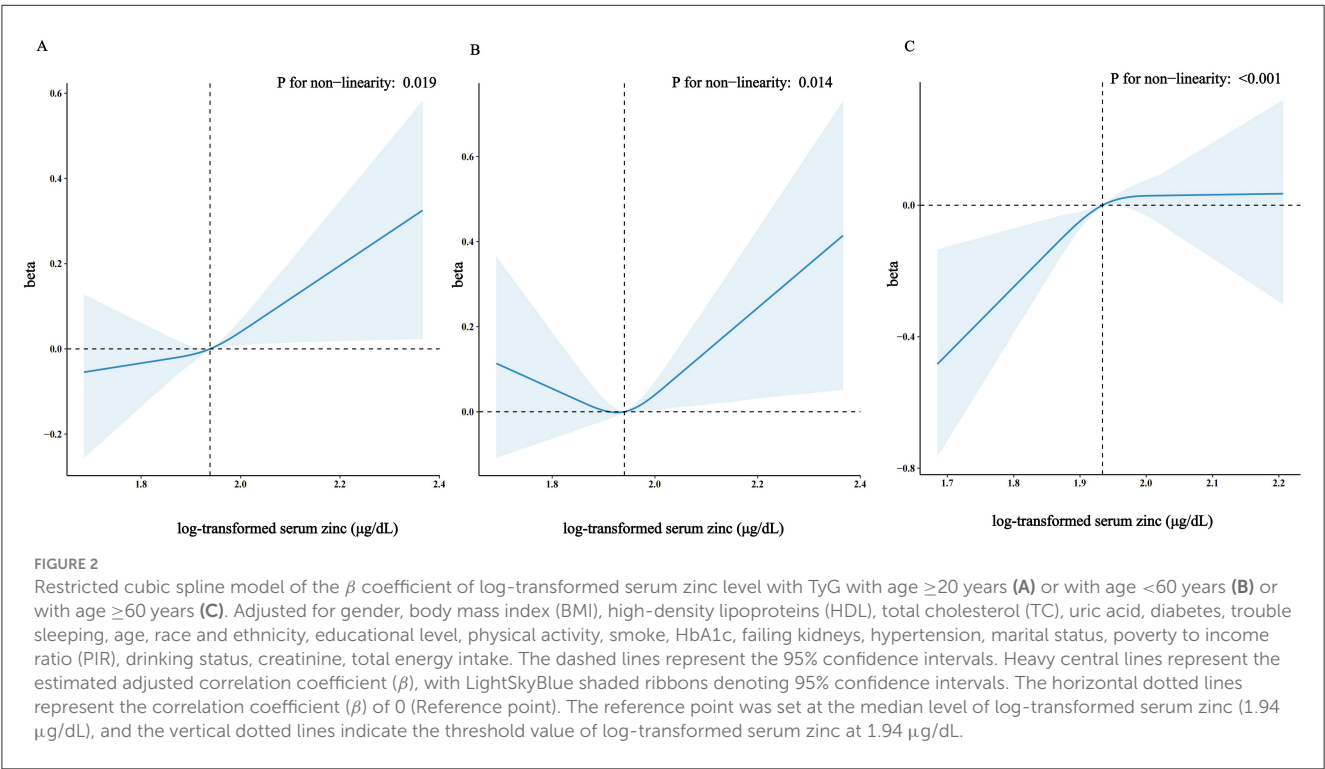 A
P for non−linearity: 0.019
beta
0.6
0.4
0.2
0.0
−0.2
1.8
2.0
2.2
2.4
log-transformed serum zinc (µg/dL)
B
P for non−linearity: 0.014
beta
0.6
0.4
0.2
0.0
1.8
2.0
2.2
2.4
log-transformed serum zinc (µg/dL)
C
P for non−linearity: <0.001
beta
0.0
−0.4
−0.8
1.7
1.8
1.9
2.0
2.1
2.2
log-transformed serum zinc (µg/dL)
FIGURE 2
Restricted cubic spline model of the β coefficient of log-transformed serum zinc level with TyG with age ≥20 years (A) or with age <60 years (B) or
with age ≥60 years (C). Adjusted for gender, body mass index (BMI), high-density lipoproteins (HDL), total cholesterol (TC), uric acid, diabetes, trouble
sleeping, age, race and ethnicity, educational level, physical activity, smoke, HbA1c, failing kidneys, hypertension, marital status, poverty to income
ratio (PIR), drinking status, creatinine, total energy intake. The dashed lines represent the 95% confidence intervals. Heavy central lines represent the
estimated adjusted correlation coefficient (β), with LightSkyBlue shaded ribbons denoting 95% confidence intervals. The horizontal dotted lines
represent the correlation coefficient (β) of 0 (Reference point). The reference point was set at the median level of log-transformed serum zinc (1.94
µg/dL), and the vertical dotted lines indicate the threshold value of log-transformed serum zinc at 1.94 µg/dL.